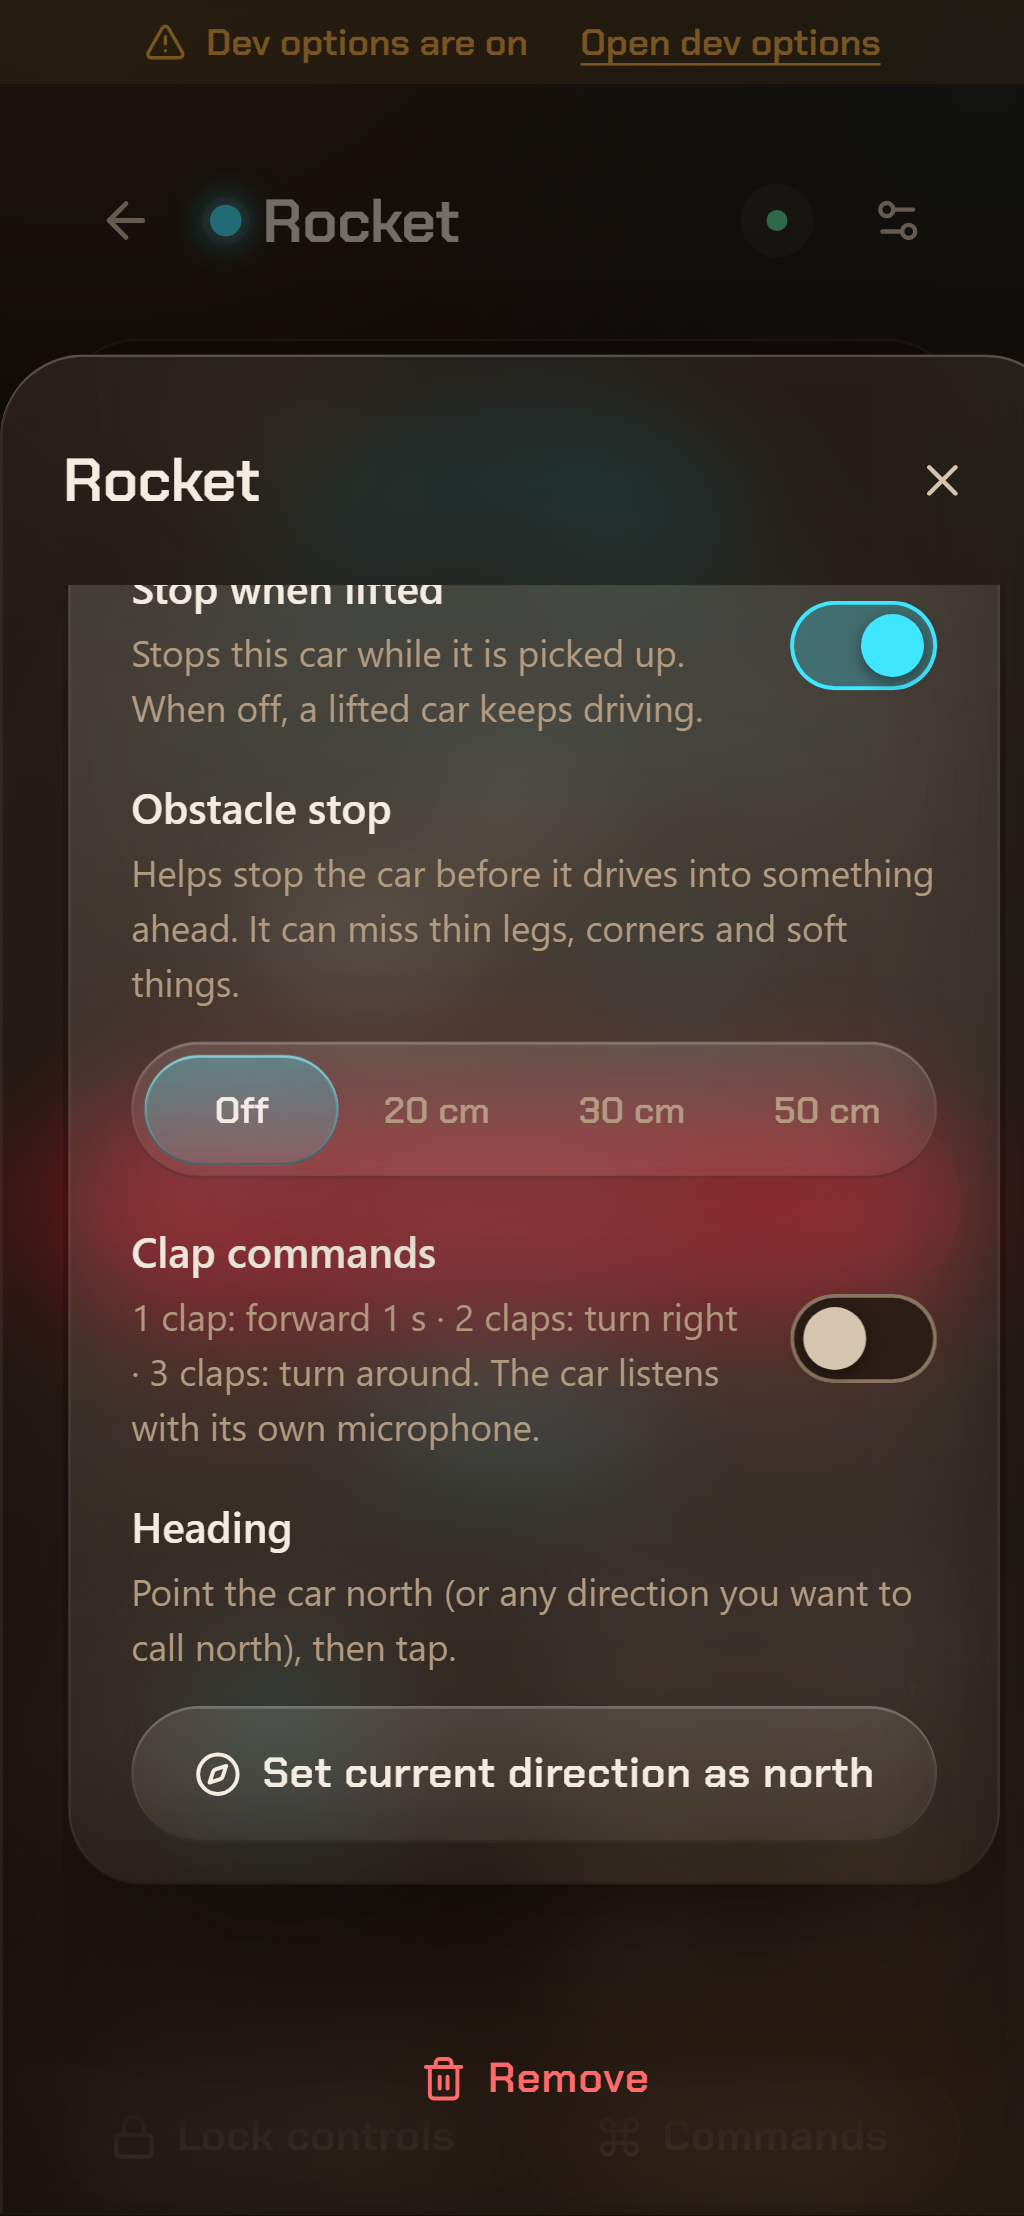 Dev options are on Open dev options
Rocket
Rocket
Stop when lifted
Stops this car while it is picked up.
When off, a lifted car keeps driving.
Obstacle stop
Helps stop the car before it drives into something
ahead. It can miss thin legs, corners and soft
things.
Off 20 cm 30 cm 50 cm
Clap commands
1 clap: forward 1 s · 2 claps: turn right
· 3 claps: turn around. The car listens
with its own microphone.
Heading
Point the car north (or any direction you want to
call north), then tap.
Set current direction as north
Remove
Lock controls Commands